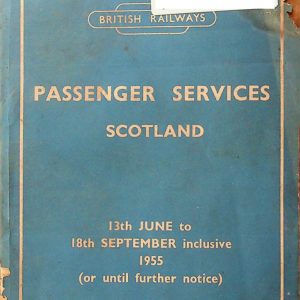 BRITISH RAILWAYS
PASSENGER SERVICES
SCOTLAND
13th JUNE to
18th SEPTEMBER inclusive
1955
(or until further notice)